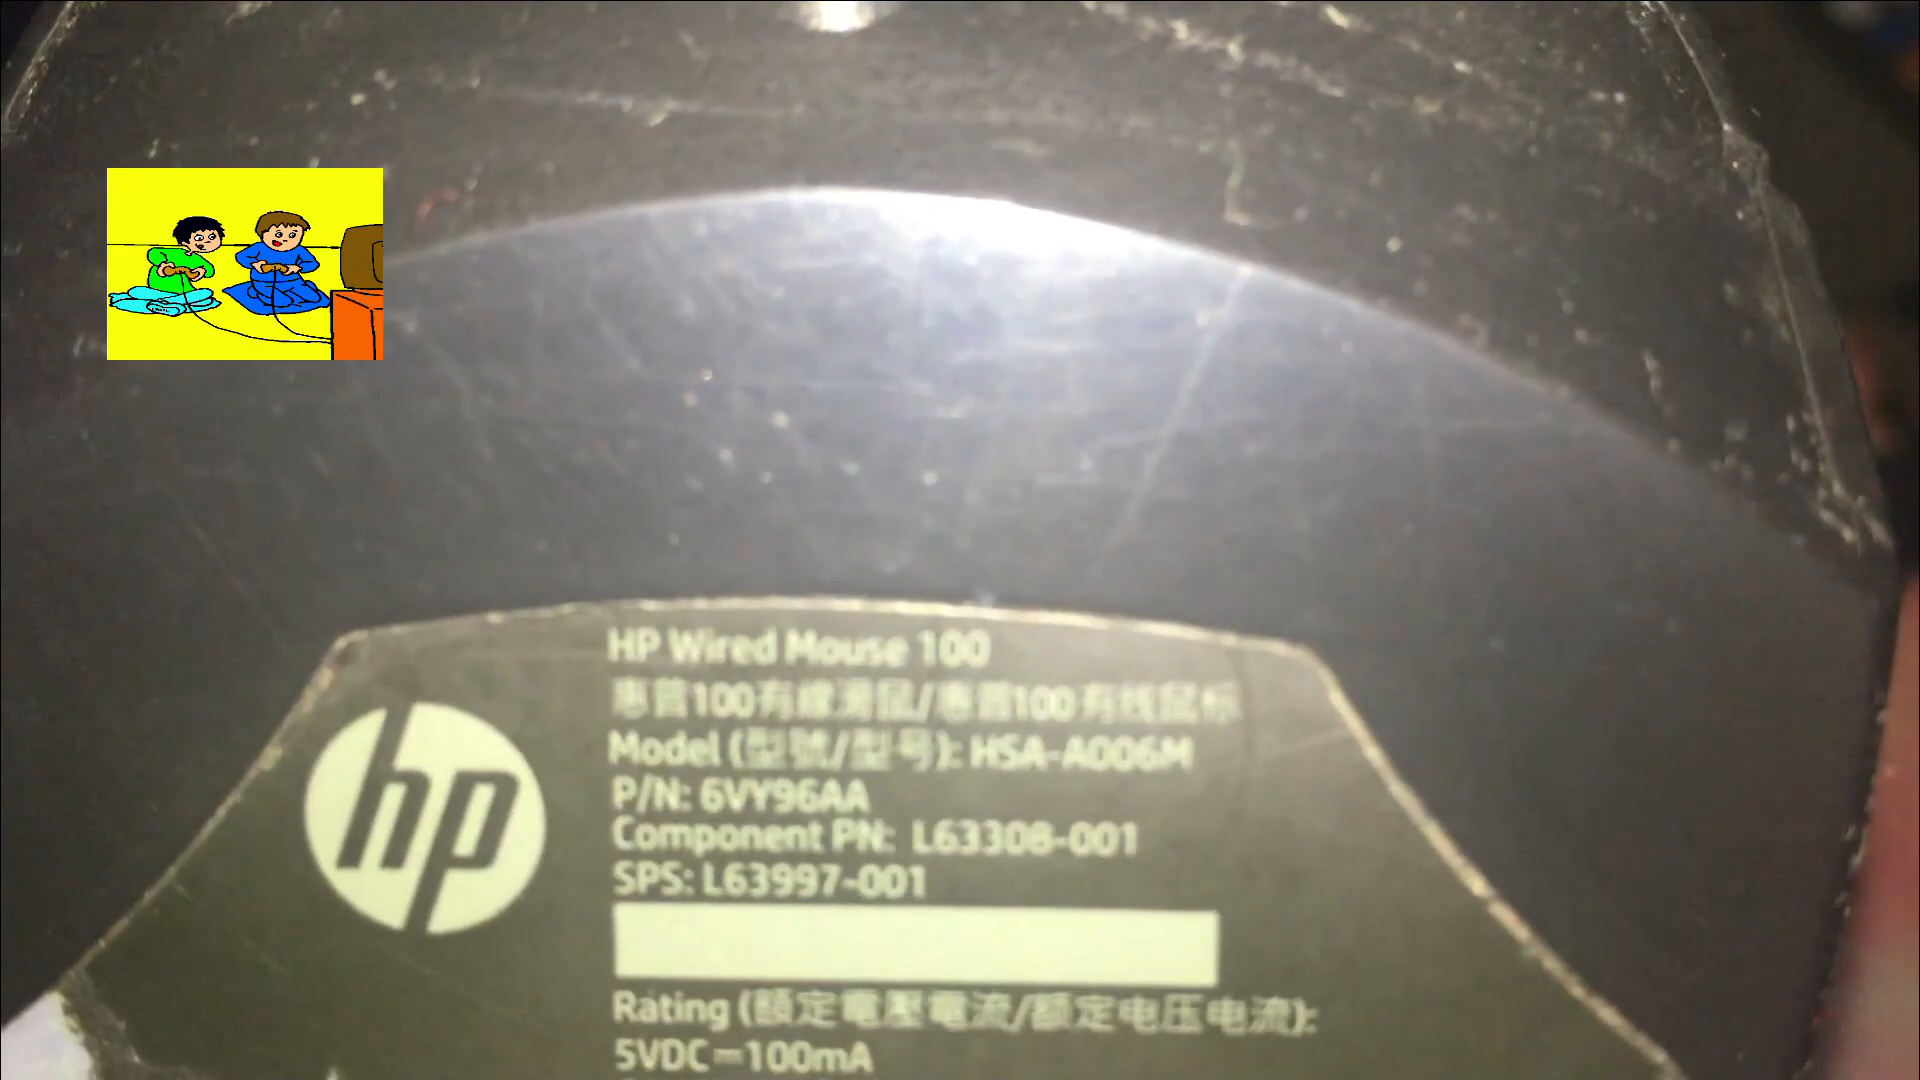 HP Wired Mouse 100
惠普100有線滑鼠/惠普100有线鼠标
Model (型號/型号): HSA-A006M
P/N: 6VY96AA
Component PN: L63308-001
SPS: L63997-001
hp
Rating (額定電壓電流/额定电压电流):
5VDC⎓100mA